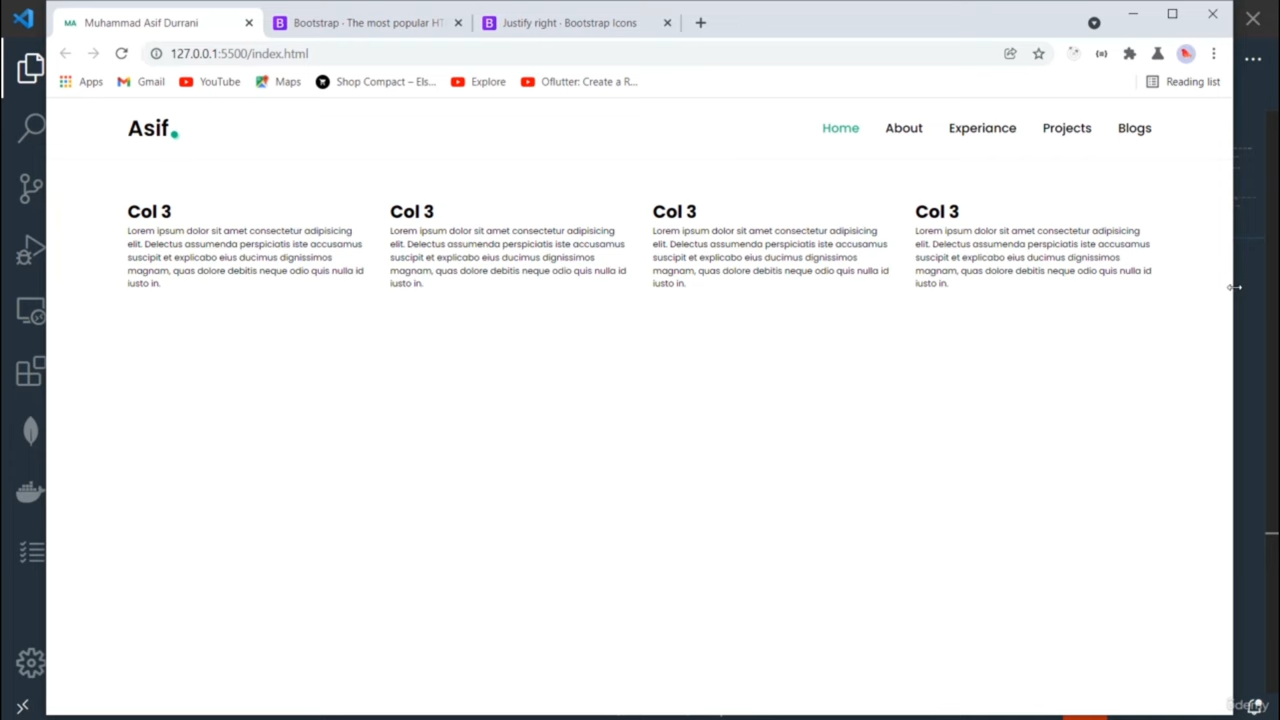 MA Muhammad Asif Durrani
Bootstrap · The most popular HT
Justify right · Bootstrap Icons
127.0.0.1:5500/index.html
Apps Gmail YouTube Maps Shop Compact – Els... Explore Oflutter: Create a R... Reading list
Asif.
Home About Experiance Projects Blogs
Col 3
Lorem ipsum dolor sit amet consectetur adipisicing
elit. Delectus assumenda perspiciatis iste accusamus
suscipit et explicabo eius ducimus dignissimos
magnam, quas dolore debitis neque odio quis nulla id
iusto in.
Col 3
Lorem ipsum dolor sit amet consectetur adipisicing
elit. Delectus assumenda perspiciatis iste accusamus
suscipit et explicabo eius ducimus dignissimos
magnam, quas dolore debitis neque odio quis nulla id
iusto in.
Col 3
Lorem ipsum dolor sit amet consectetur adipisicing
elit. Delectus assumenda perspiciatis iste accusamus
suscipit et explicabo eius ducimus dignissimos
magnam, quas dolore debitis neque odio quis nulla id
iusto in.
Col 3
Lorem ipsum dolor sit amet consectetur adipisicing
elit. Delectus assumenda perspiciatis iste accusamus
suscipit et explicabo eius ducimus dignissimos
magnam, quas dolore debitis neque odio quis nulla id
iusto in.